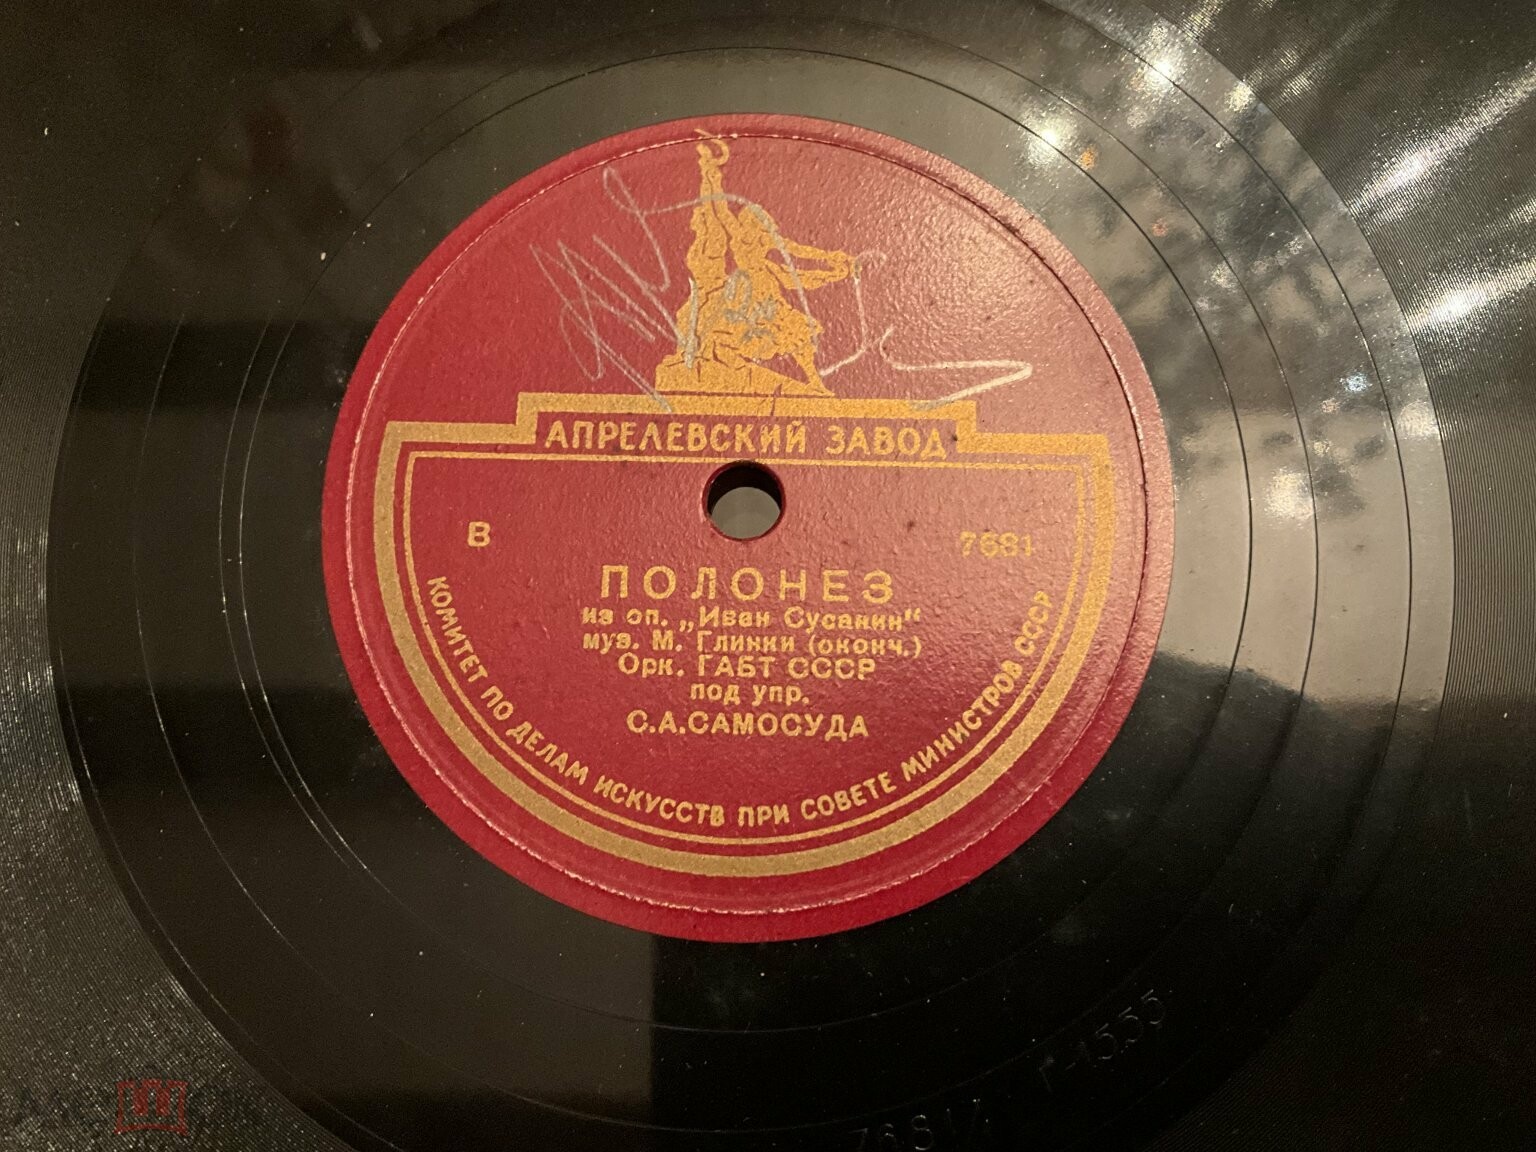 АПРЕЛЕВСКИЙ ЗАВОД
В 7681
ПОЛОНЕЗ
из оп. „Иван Сусанин"
муз. М. Глинки (оконч.)
Орк. ГАБТ СССР
под упр.
С.А.САМОСУДА
КОМИТЕТ ПО ДЕЛАМ ИСКУССТВ ПРИ СОВЕТЕ МИНИСТРОВ СССР
Г-1555